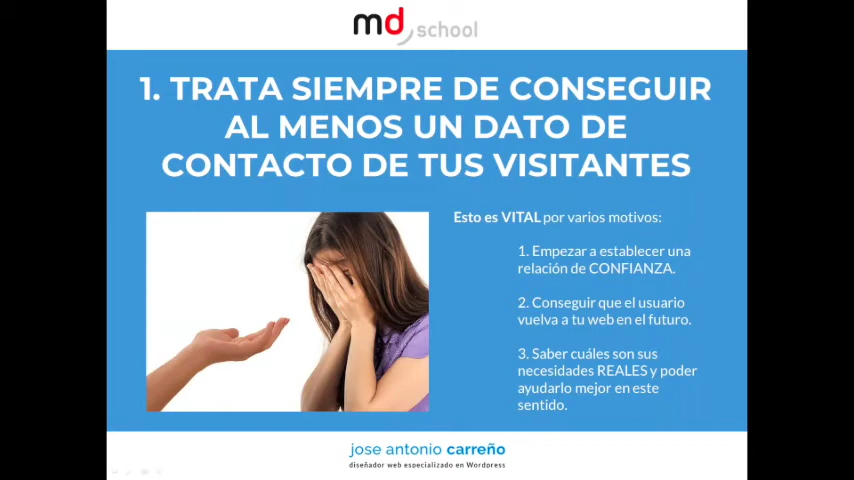 md school
1. TRATA SIEMPRE DE CONSEGUIR
AL MENOS UN DATO DE
CONTACTO DE TUS VISITANTES
Esto es VITAL por varios motivos:
1. Empezar a establecer una
relación de CONFIANZA.
2. Conseguir que el usuario
vuelva a tu web en el futuro.
3. Saber cuáles son sus
necesidades REALES y poder
ayudarlo mejor en este
sentido.
jose antonio carreño
diseñador web especializado en Wordpress